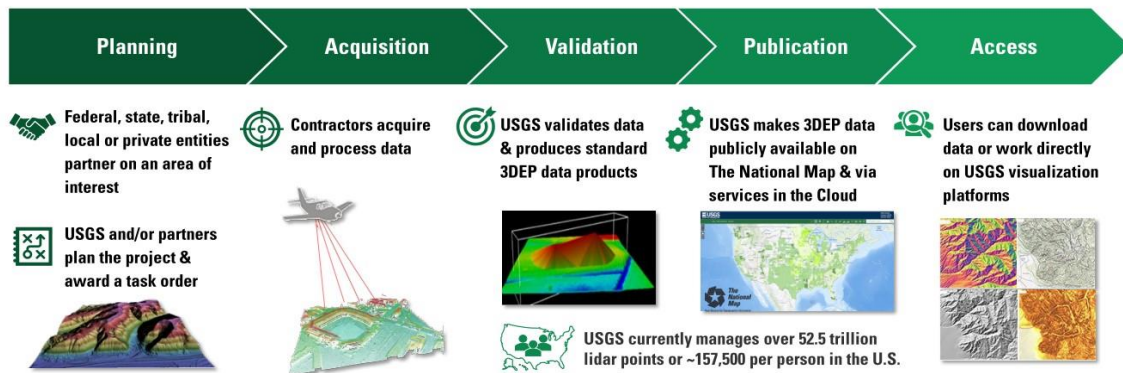 Planning
Acquisition
Validation
Publication
Access
Federal, state, tribal,
local or private entities
partner on an area of
interest
USGS and/or partners
plan the project &
award a task order
Contractors acquire
and process data
USGS validates data
& produces standard
3DEP data products
USGS makes 3DEP data
publicly available on
The National Map & via
services in the Cloud
USGS
The
National
Map
USGS currently manages over 52.5 trillion
lidar points or ~157,500 per person in the U.S.
Users can download
data or work directly
on USGS visualization
platforms